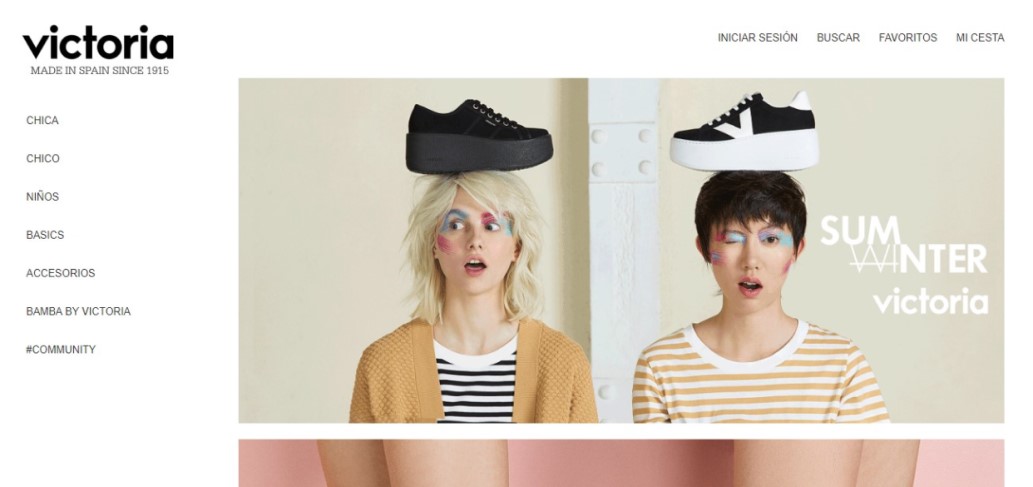 victoria
MADE IN SPAIN SINCE 1915
INICIAR SESIÓN BUSCAR FAVORITOS MI CESTA
CHICA
CHICO
NIÑOS
BASICS
ACCESORIOS
BAMBA BY VICTORIA
#COMMUNITY
SUM
WINTER
victoria